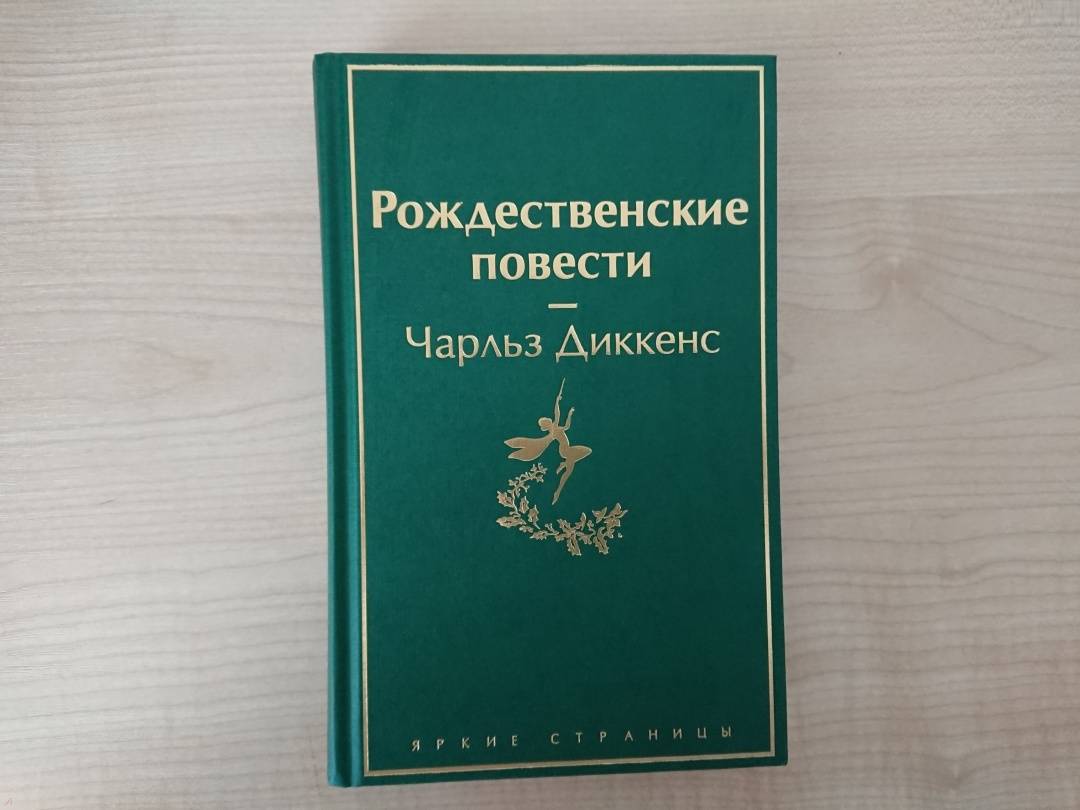 Рождественские
повести
—
Чарльз Диккенс
ЯРКИЕ СТРАНИЦЫ